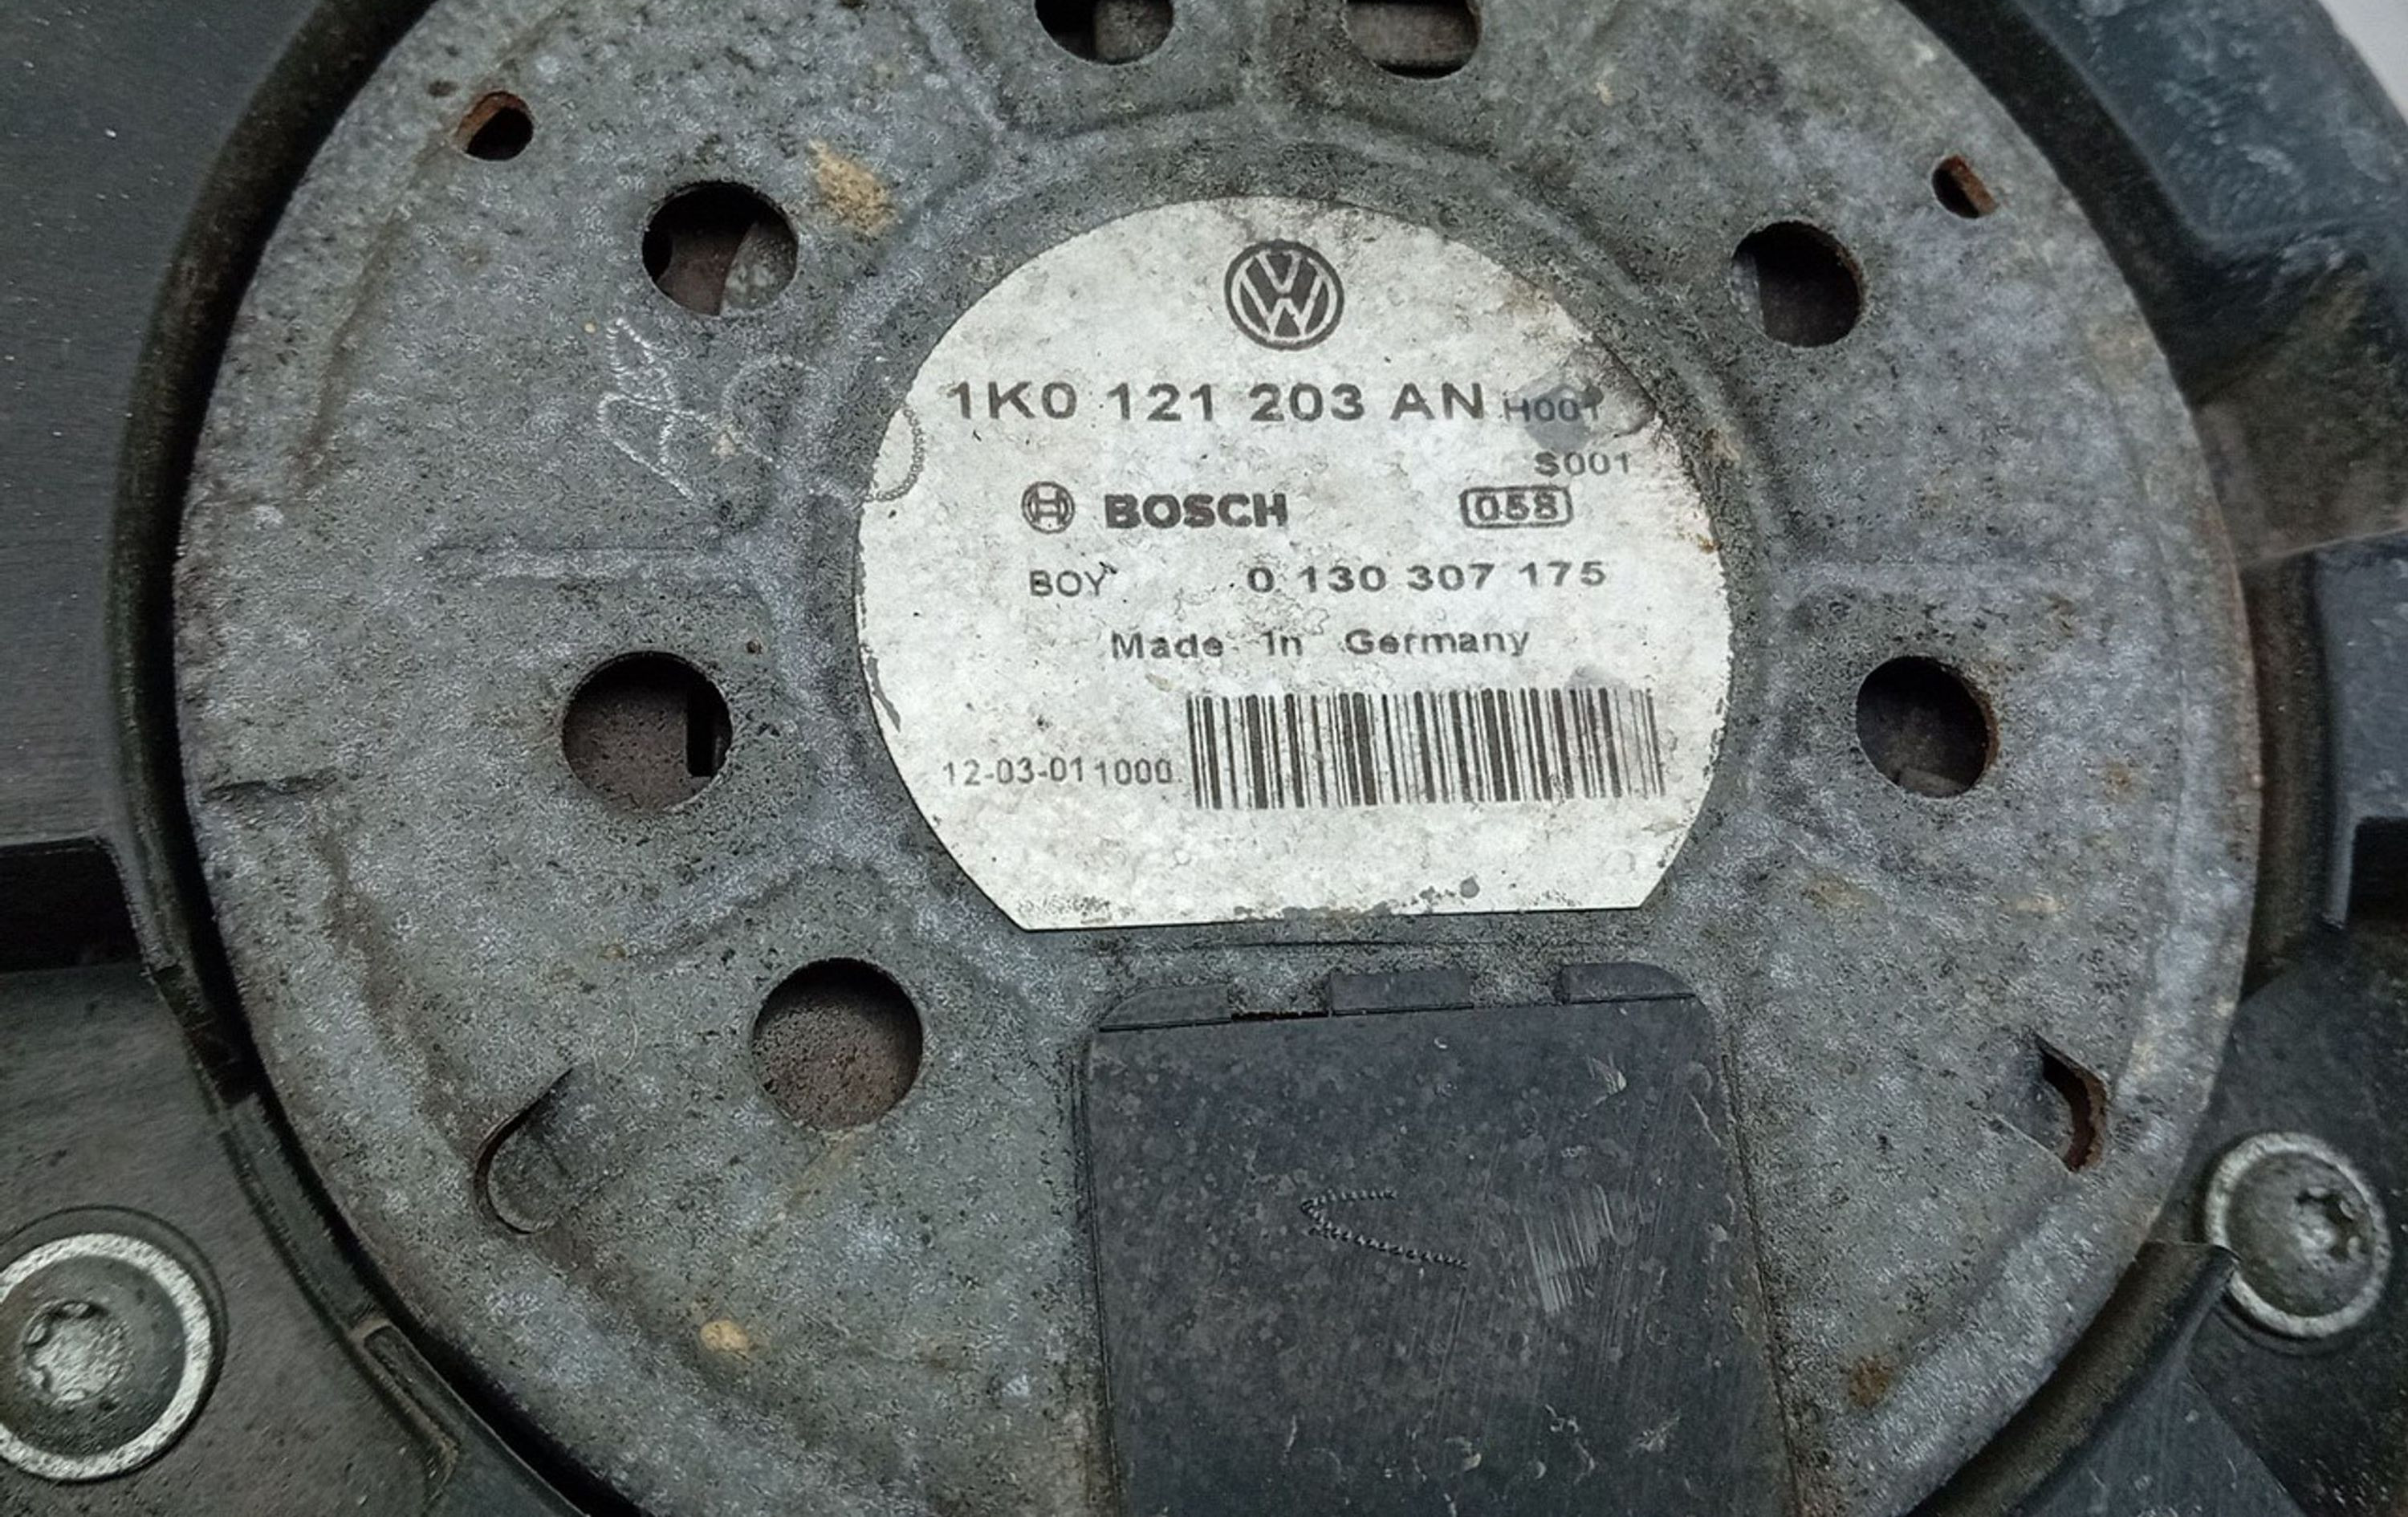 1K0 121 203 AN H001
S001
BOSCH 058
BOY 0 130 307 175
Made In Germany
12-03-01 1000